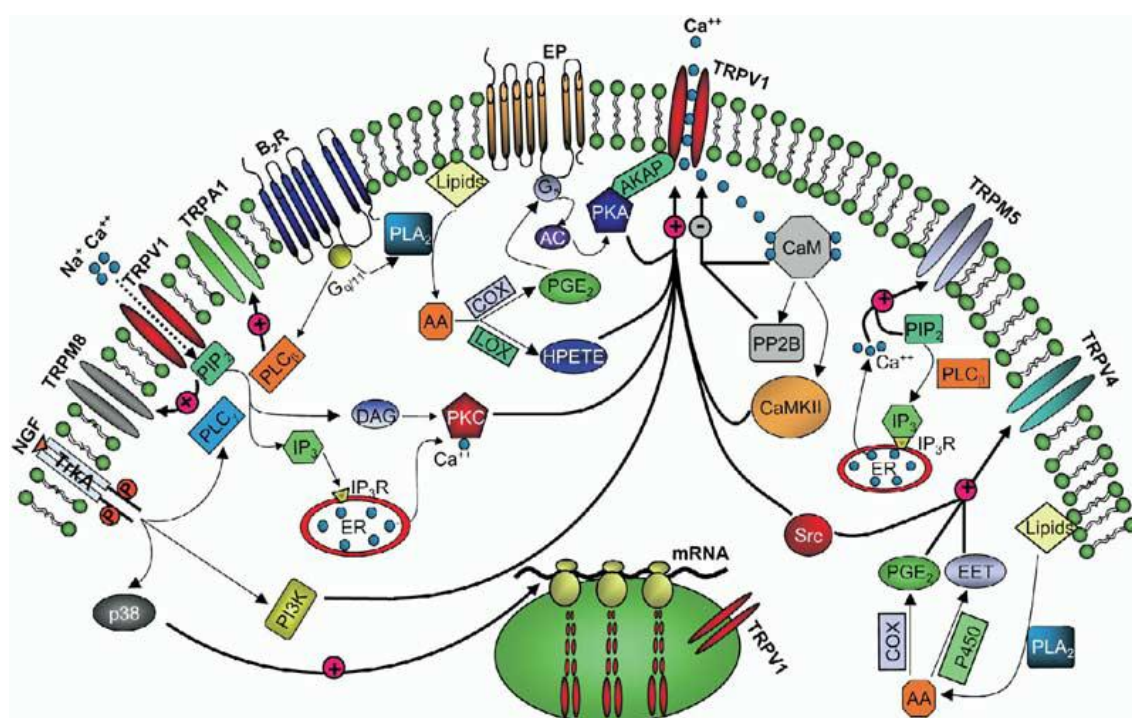 Ca⁺⁺
EP
TRPV1
B₂R
Lipids
AKAP
PKA
TRPA1
PLA₂
AC
CaM
TRPM5
Na⁺ Ca⁺⁺
TRPV1
Gq/11
COX
PGE₂
AA
LOX
HPETE
PP2B
PIP₂
Ca⁺⁺
PLCβ
TRPM8
PIP₂
PLCβ
TRPV4
PLCγ
DAG
PKC
CaMKII
IP₃
IP₃R
NGF
TrkA
IP₃
Ca⁺⁺
ER
P
P
IP₃R
ER
Src
Lipids
mRNA
PGE₂
EET
p38
PI3K
TRPV1
COX
P450
PLA₂
AA
+
+
+
-
+
+
+